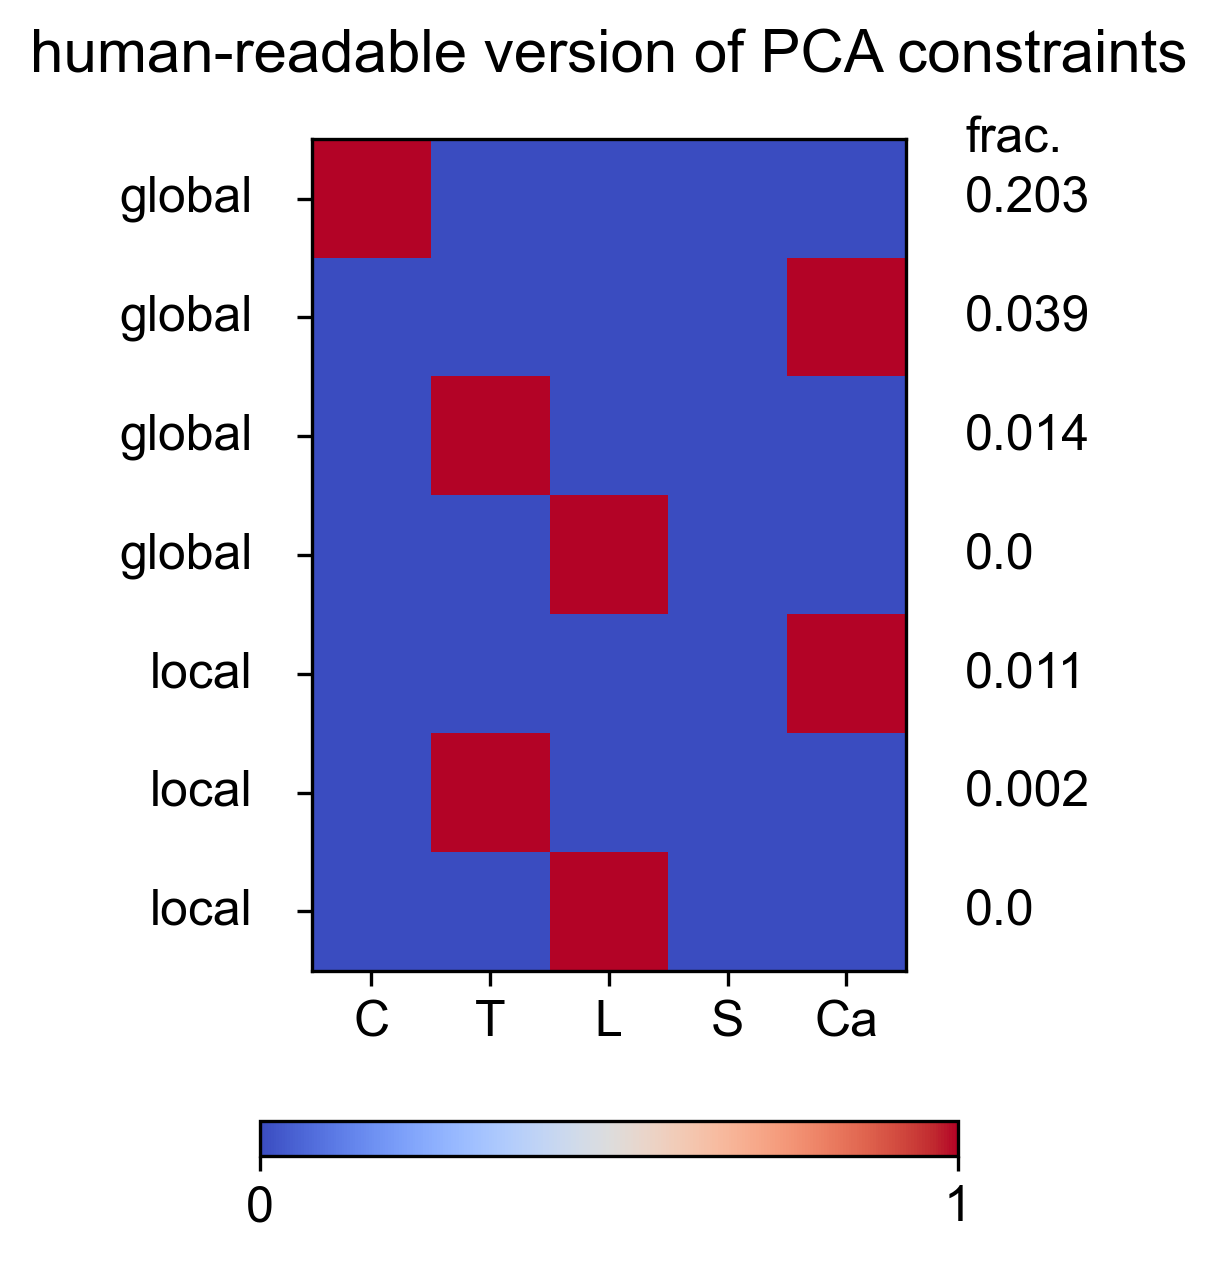 human-readable version of PCA constraints
frac.
global 0.203
global 0.039
global 0.014
global 0.0
local 0.011
local 0.002
local 0.0
C T L S Ca
0 1